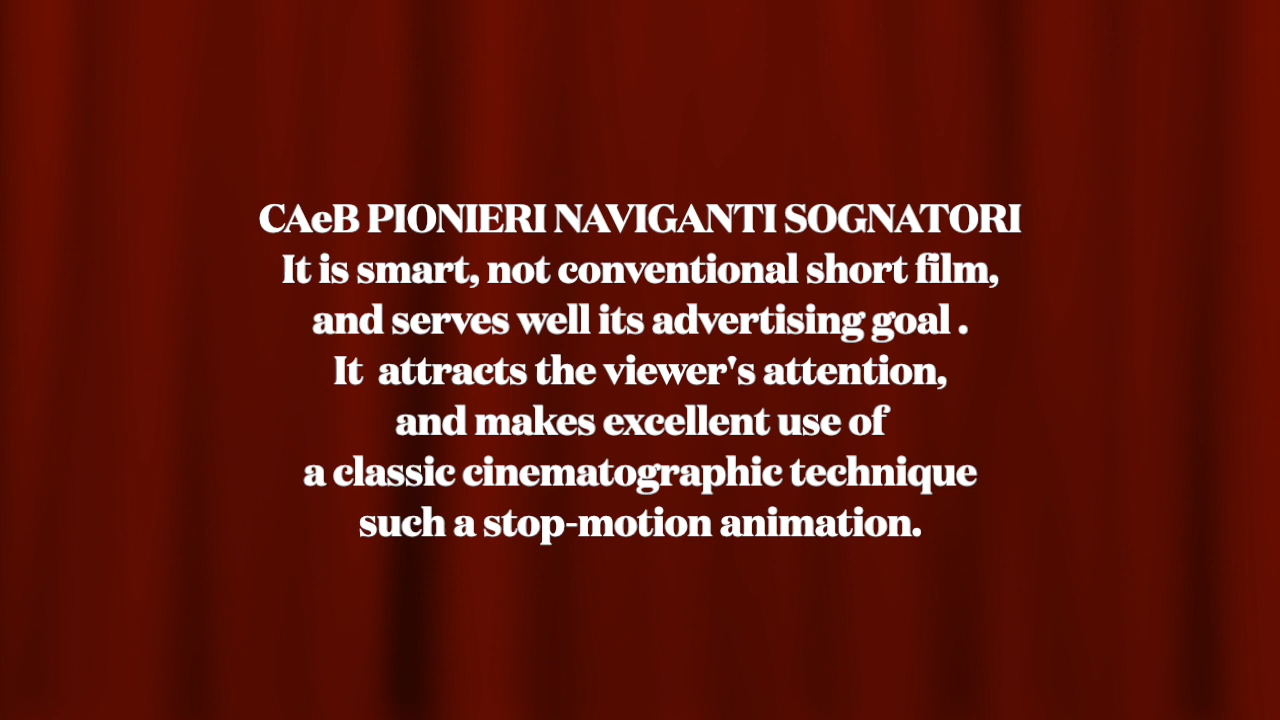 CAeB PIONIERI NAVIGANTI SOGNATORI
It is smart, not conventional short film,
and serves well its advertising goal .
It  attracts the viewer's attention,
and makes excellent use of
a classic cinematographic technique
such a stop-motion animation.